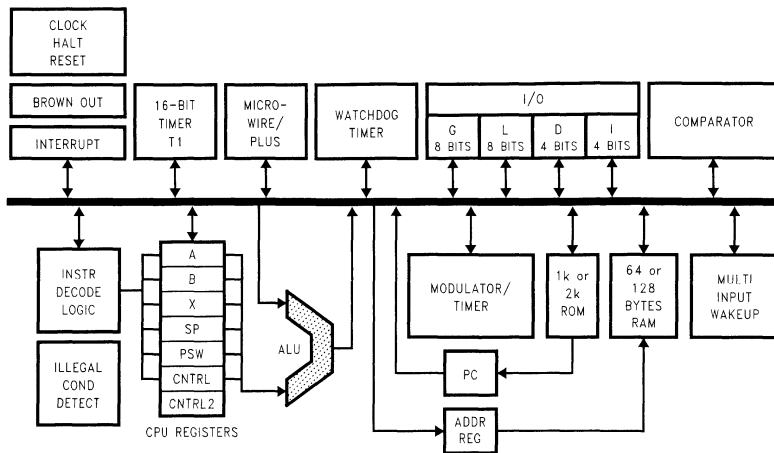 CLOCK
HALT
RESET
BROWN OUT
INTERRUPT
16-BIT
TIMER
T1
MICRO-
WIRE/
PLUS
WATCHDOG
TIMER
I/O
G
8 BITS
L
8 BITS
D
4 BITS
I
4 BITS
COMPARATOR
INSTR
DECODE
LOGIC
ILLEGAL
COND
DETECT
A
B
X
SP
PSW
CNTRL
CNTRL2
CPU REGISTERS
ALU
MODULATOR/
TIMER
1k or
2k
ROM
64 or
128
BYTES
RAM
MULTI
INPUT
WAKEUP
PC
ADDR
REG